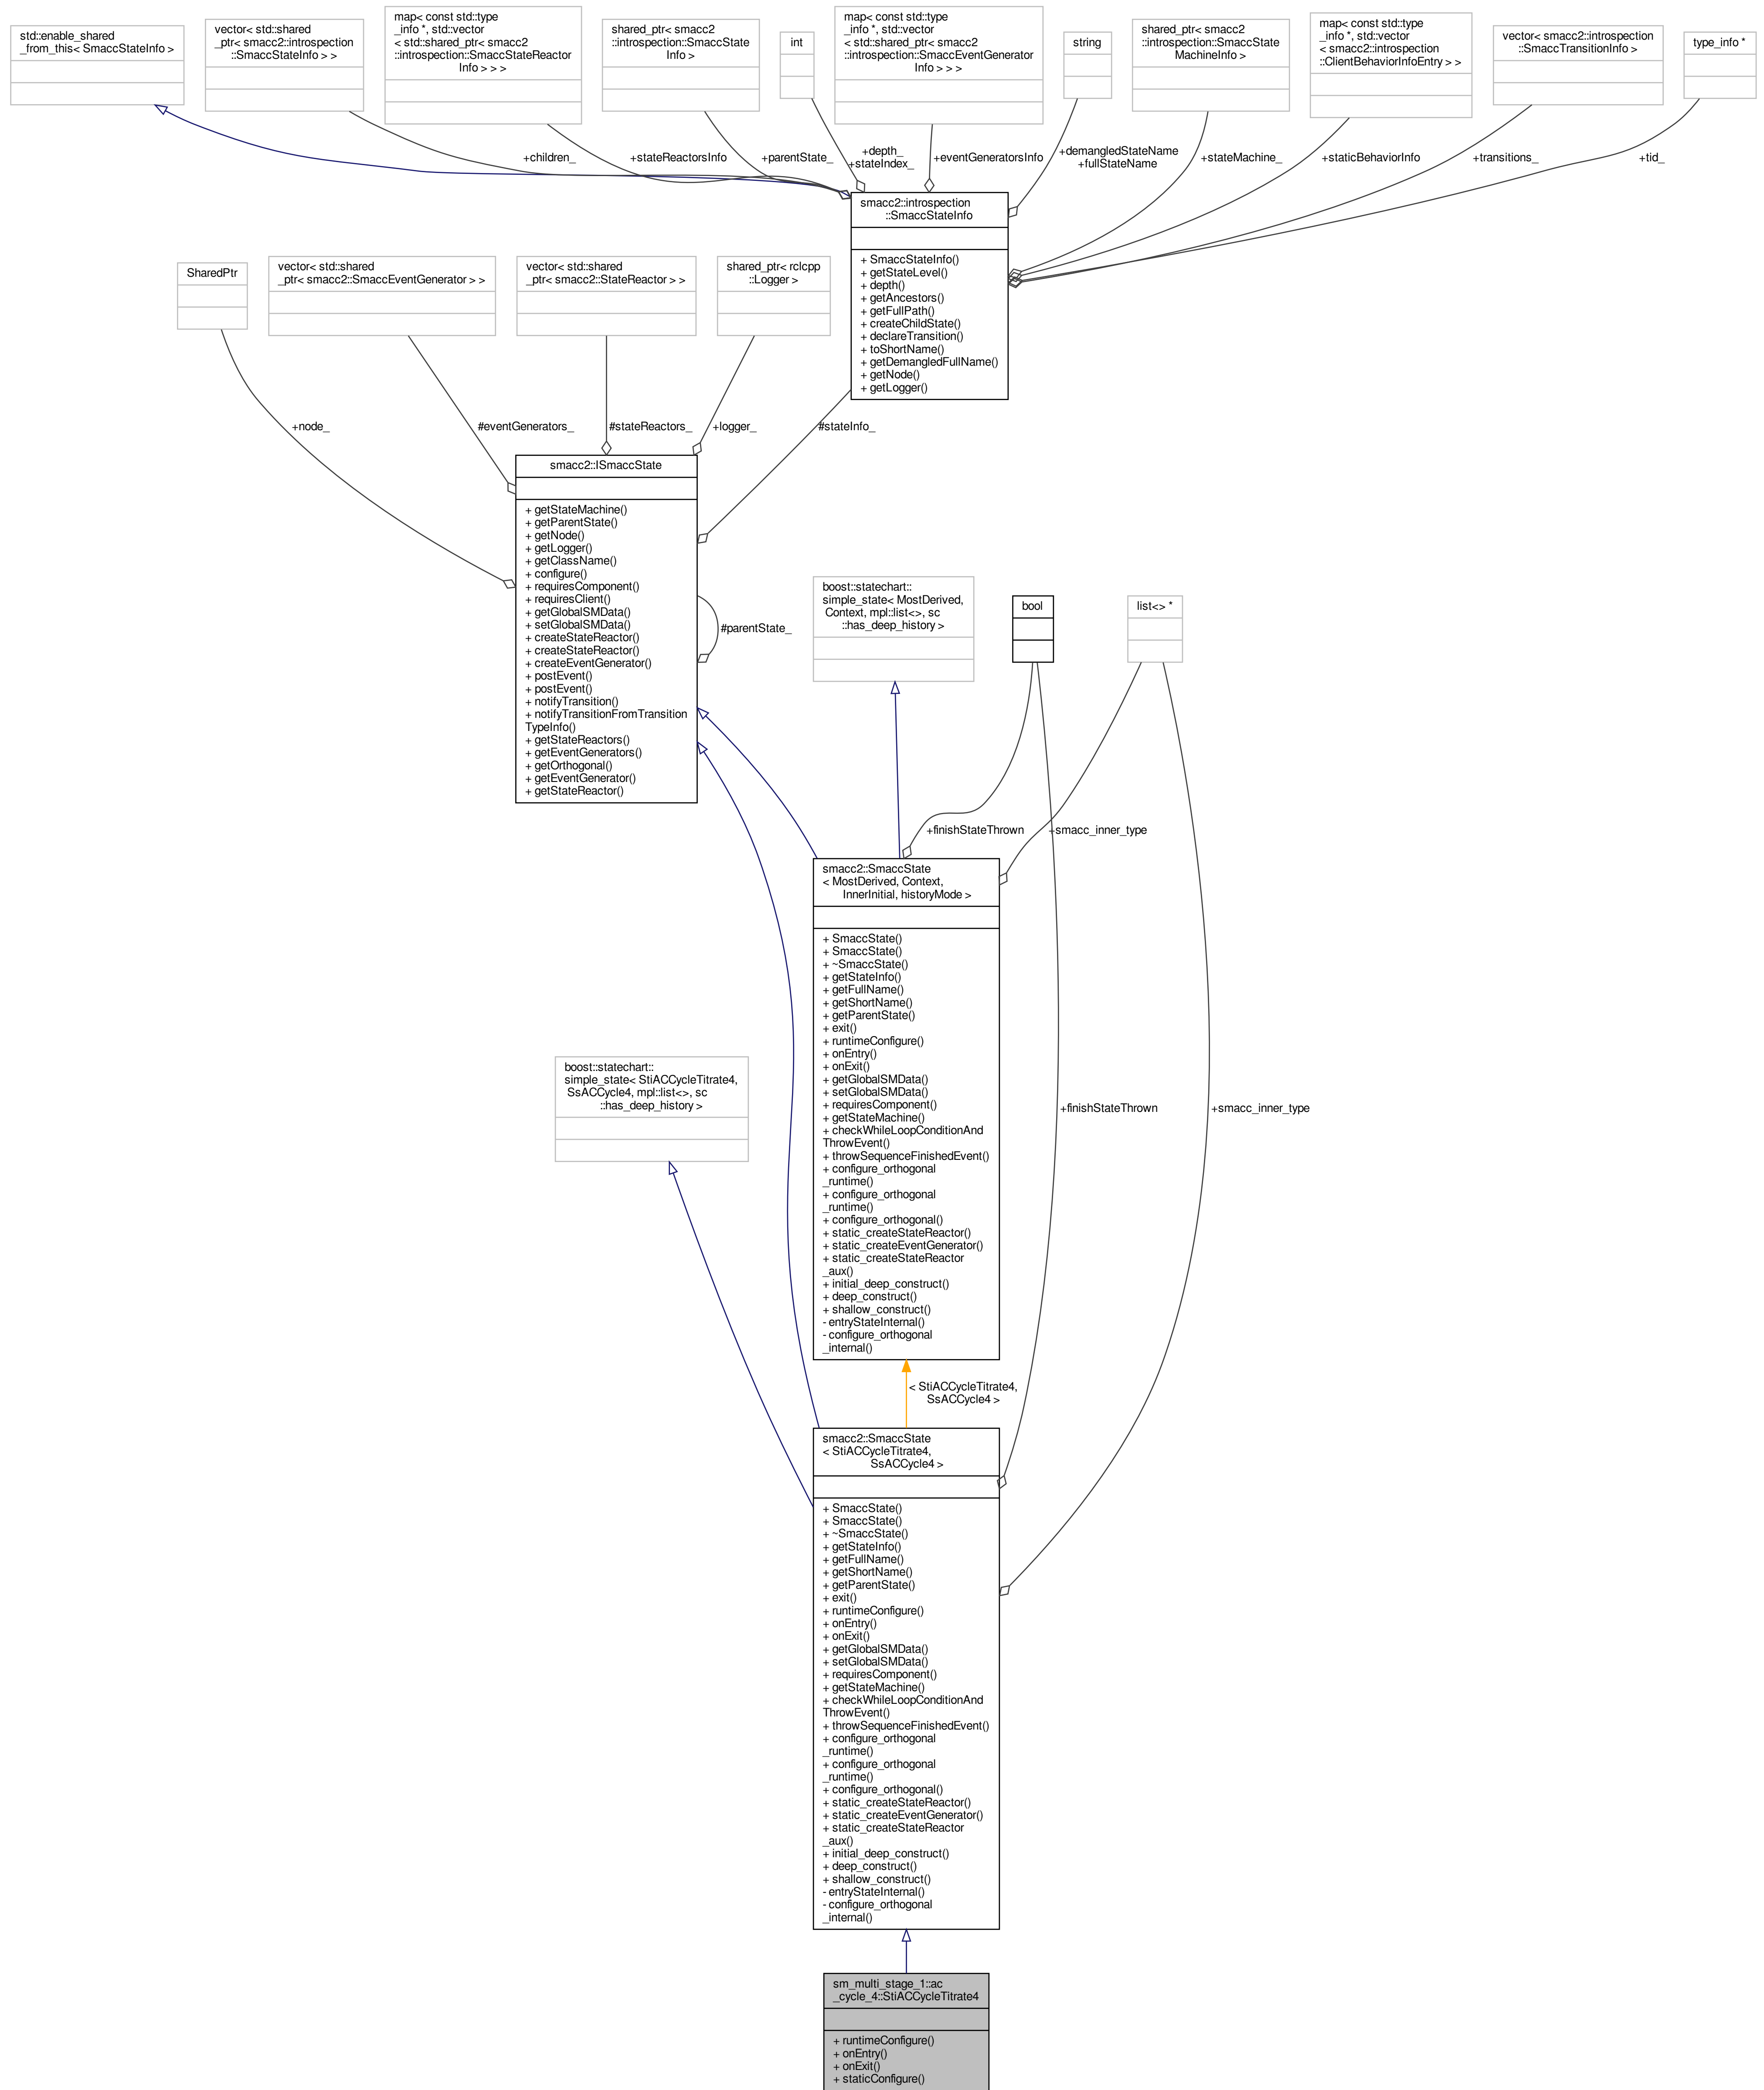 std::enable_shared
_from_this< SmaccStateInfo >
vector< std::shared
_ptr< smacc2::introspection
::SmaccStateInfo > >
map< const std::type
_info *, std::vector
< std::shared_ptr< smacc2
::introspection::SmaccStateReactor
Info > > >
shared_ptr< smacc2
::introspection::SmaccState
Info >
int
map< const std::type
_info *, std::vector
< std::shared_ptr< smacc2
::introspection::SmaccEventGenerator
Info > > >
string
shared_ptr< smacc2
::introspection::SmaccState
MachineInfo >
map< const std::type
_info *, std::vector
< smacc2::introspection
::ClientBehaviorInfoEntry > >
vector< smacc2::introspection
::SmaccTransitionInfo >
type_info *
+children_
+stateReactorsInfo
+parentState_
+depth_
+stateIndex_
+eventGeneratorsInfo
+demangledStateName
+fullStateName
+stateMachine_
+staticBehaviorInfo
+transitions_
+tid_
smacc2::introspection
::SmaccStateInfo
+ SmaccStateInfo()
+ getStateLevel()
+ depth()
+ getAncestors()
+ getFullPath()
+ createChildState()
+ declareTransition()
+ toShortName()
+ getDemangledFullName()
+ getNode()
+ getLogger()
SharedPtr
vector< std::shared
_ptr< smacc2::SmaccEventGenerator > >
vector< std::shared
_ptr< smacc2::StateReactor > >
shared_ptr< rclcpp
::Logger >
+node_
#eventGenerators_
#stateReactors_
+logger_
#stateInfo_
smacc2::ISmaccState
+ getStateMachine()
+ getParentState()
+ getNode()
+ getLogger()
+ getClassName()
+ configure()
+ requiresComponent()
+ requiresClient()
+ getGlobalSMData()
+ setGlobalSMData()
+ createStateReactor()
+ createStateReactor()
+ createEventGenerator()
+ postEvent()
+ postEvent()
+ notifyTransition()
+ notifyTransitionFromTransition
TypeInfo()
+ getStateReactors()
+ getEventGenerators()
+ getOrthogonal()
+ getEventGenerator()
+ getStateReactor()
#parentState_
boost::statechart::
simple_state< MostDerived,
Context, mpl::list<>, sc
::has_deep_history >
bool
list<> *
+finishStateThrown
+smacc_inner_type
smacc2::SmaccState
< MostDerived, Context,
InnerInitial, historyMode >
+ SmaccState()
+ SmaccState()
+ ~SmaccState()
+ getStateInfo()
+ getFullName()
+ getShortName()
+ getParentState()
+ exit()
+ runtimeConfigure()
+ onEntry()
+ onExit()
+ getGlobalSMData()
+ setGlobalSMData()
+ requiresComponent()
+ getStateMachine()
+ checkWhileLoopConditionAnd
ThrowEvent()
+ throwSequenceFinishedEvent()
+ configure_orthogonal
_runtime()
+ configure_orthogonal
_runtime()
+ configure_orthogonal()
+ static_createStateReactor()
+ static_createEventGenerator()
+ static_createStateReactor
_aux()
+ initial_deep_construct()
+ deep_construct()
+ shallow_construct()
- entryStateInternal()
- configure_orthogonal
_internal()
boost::statechart::
simple_state< StiACCycleTitrate4,
SsACCycle4, mpl::list<>, sc
::has_deep_history >
+finishStateThrown
+smacc_inner_type
< StiACCycleTitrate4,
SsACCycle4 >
smacc2::SmaccState
< StiACCycleTitrate4,
SsACCycle4 >
+ SmaccState()
+ SmaccState()
+ ~SmaccState()
+ getStateInfo()
+ getFullName()
+ getShortName()
+ getParentState()
+ exit()
+ runtimeConfigure()
+ onEntry()
+ onExit()
+ getGlobalSMData()
+ setGlobalSMData()
+ requiresComponent()
+ getStateMachine()
+ checkWhileLoopConditionAnd
ThrowEvent()
+ throwSequenceFinishedEvent()
+ configure_orthogonal
_runtime()
+ configure_orthogonal
_runtime()
+ configure_orthogonal()
+ static_createStateReactor()
+ static_createEventGenerator()
+ static_createStateReactor
_aux()
+ initial_deep_construct()
+ deep_construct()
+ shallow_construct()
- entryStateInternal()
- configure_orthogonal
_internal()
sm_multi_stage_1::ac
_cycle_4::StiACCycleTitrate4
+ runtimeConfigure()
+ onEntry()
+ onExit()
+ staticConfigure()